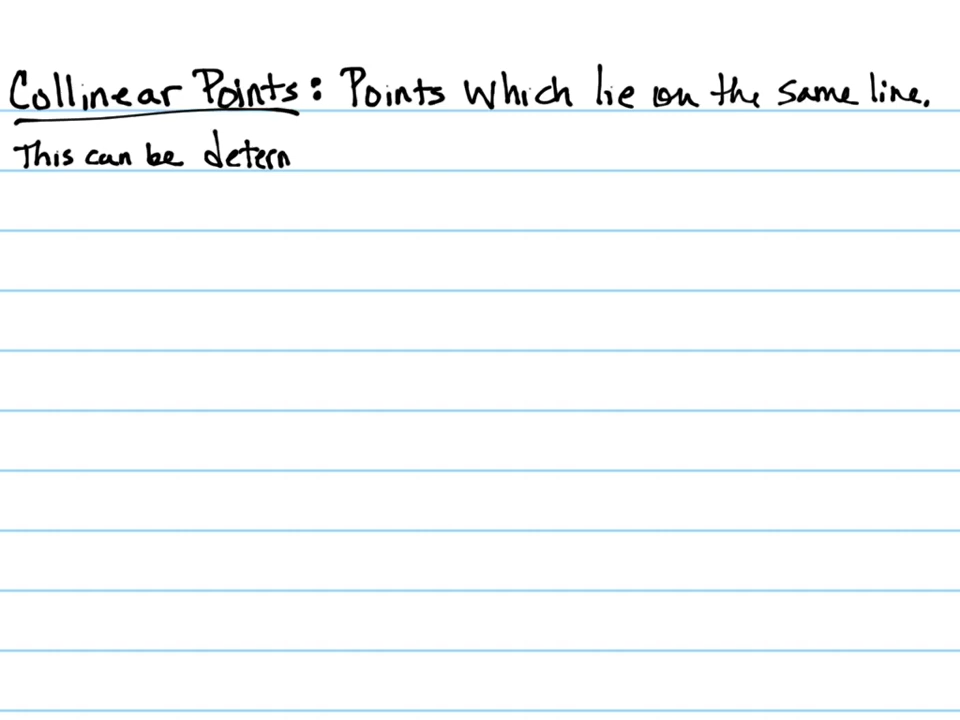 Collinear Points: Points which lie on the same line.
This can be detern